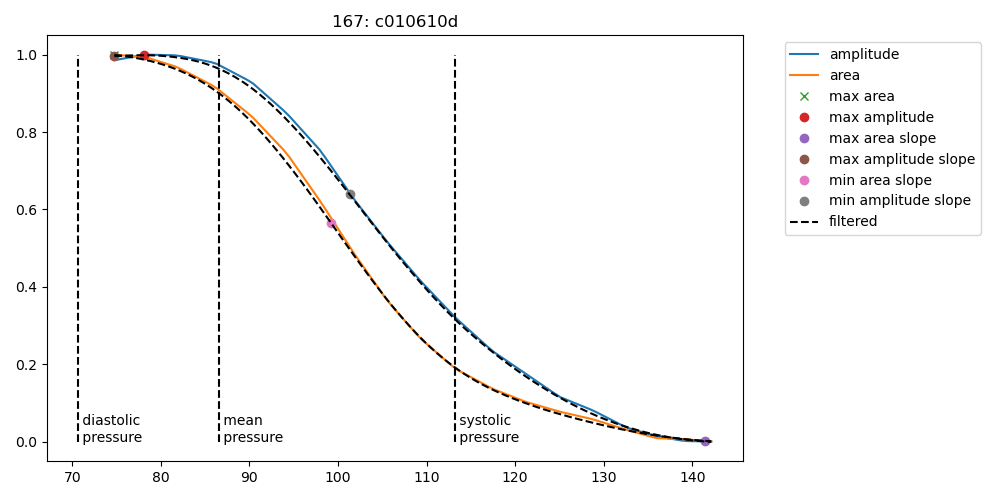 167: c010610d
1.0
0.8
0.6
0.4
0.2
0.0
diastolic
pressure
mean
pressure
systolic
pressure
70
80
90
100
110
120
130
140
amplitude
area
max area
max amplitude
max area slope
max amplitude slope
min area slope
min amplitude slope
filtered